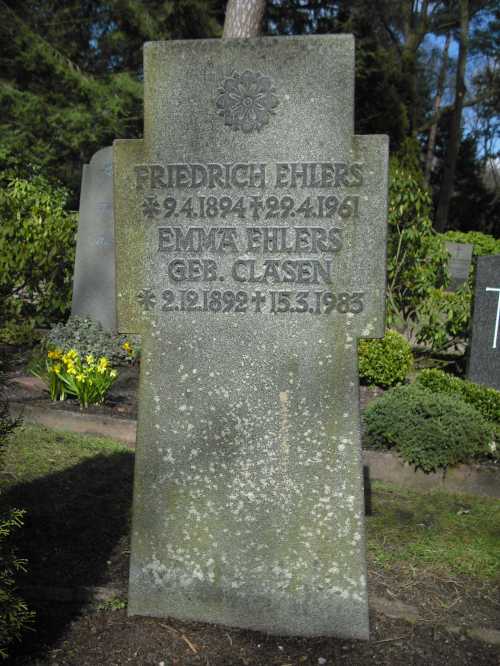 FRIEDRICH EHLERS
* 9.4.1894 † 29.4.1961
EMMA EHLERS
GEB. CLASEN
* 2.12.1892 † 15.3.1983